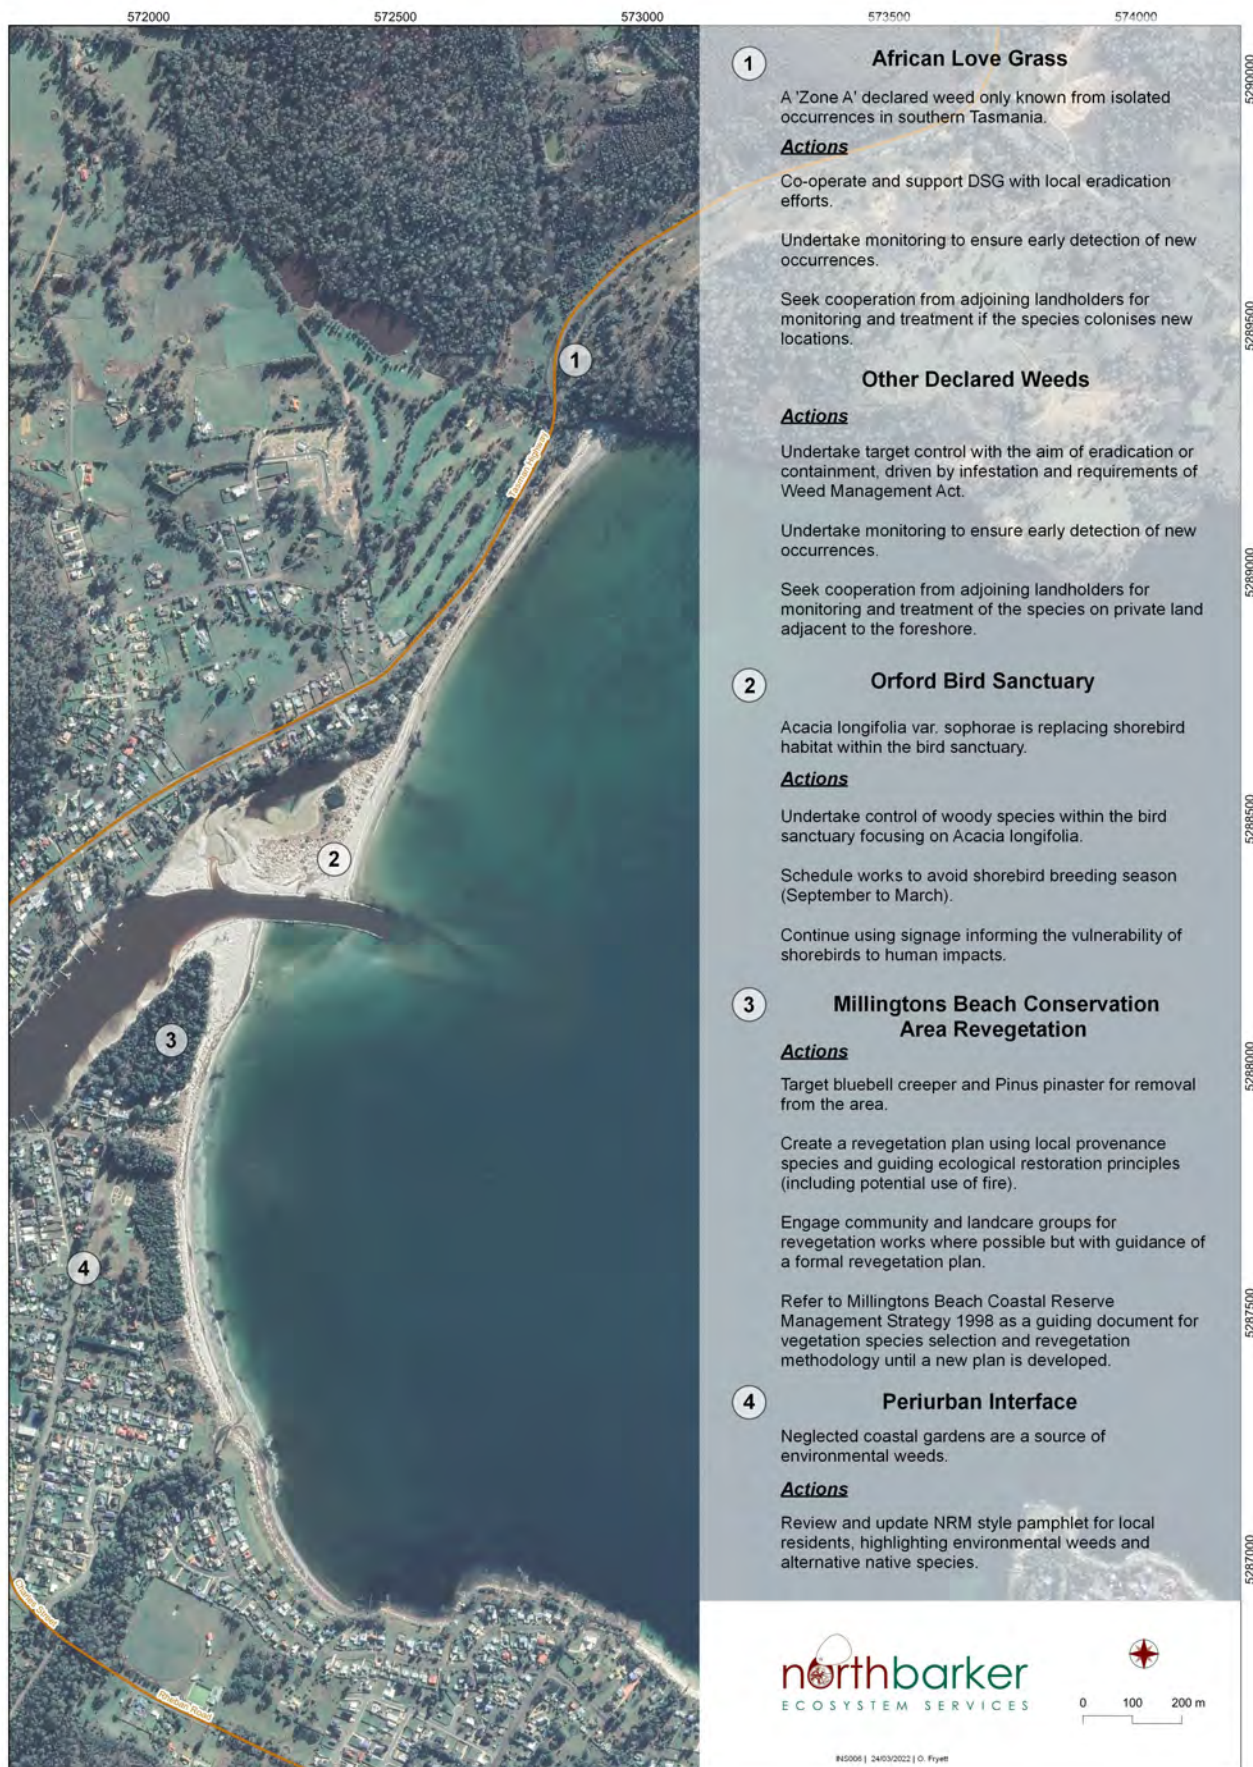 572000 572500 573000 573500 574000
1 African Love Grass
A 'Zone A' declared weed only known from isolated
occurrences in southern Tasmania.
Actions
Co-operate and support DSG with local eradication
efforts.
Undertake monitoring to ensure early detection of new
occurrences.
Seek cooperation from adjoining landholders for
monitoring and treatment if the species colonises new
locations.
Other Declared Weeds
Actions
Undertake target control with the aim of eradication or
containment, driven by infestation and requirements of
Weed Management Act.
Undertake monitoring to ensure early detection of new
occurrences.
Seek cooperation from adjoining landholders for
monitoring and treatment of the species on private land
adjacent to the foreshore.
2 Orford Bird Sanctuary
Acacia longifolia var. sophorae is replacing shorebird
habitat within the bird sanctuary.
Actions
Undertake control of woody species within the bird
sanctuary focusing on Acacia longifolia.
Schedule works to avoid shorebird breeding season
(September to March).
Continue using signage informing the vulnerability of
shorebirds to human impacts.
3 Millingtons Beach Conservation
Area Revegetation
Actions
Target bluebell creeper and Pinus pinaster for removal
from the area.
Create a revegetation plan using local provenance
species and guiding ecological restoration principles
(including potential use of fire).
Engage community and landcare groups for
revegetation works where possible but with guidance of
a formal revegetation plan.
Refer to Millingtons Beach Coastal Reserve
Management Strategy 1998 as a guiding document for
vegetation species selection and revegetation
methodology until a new plan is developed.
4 Periurban Interface
Neglected coastal gardens are a source of
environmental weeds.
Actions
Review and update NRM style pamphlet for local
residents, highlighting environmental weeds and
alternative native species.
1
Tasman Highway
2
3
4
Charles Street
Rheban Road
5290000
5289500
5289000
5288500
5288000
5287500
5287000
northbarker
ECOSYSTEM SERVICES
0 100 200 m
INS006 | 24/03/2022 | O. Fryett